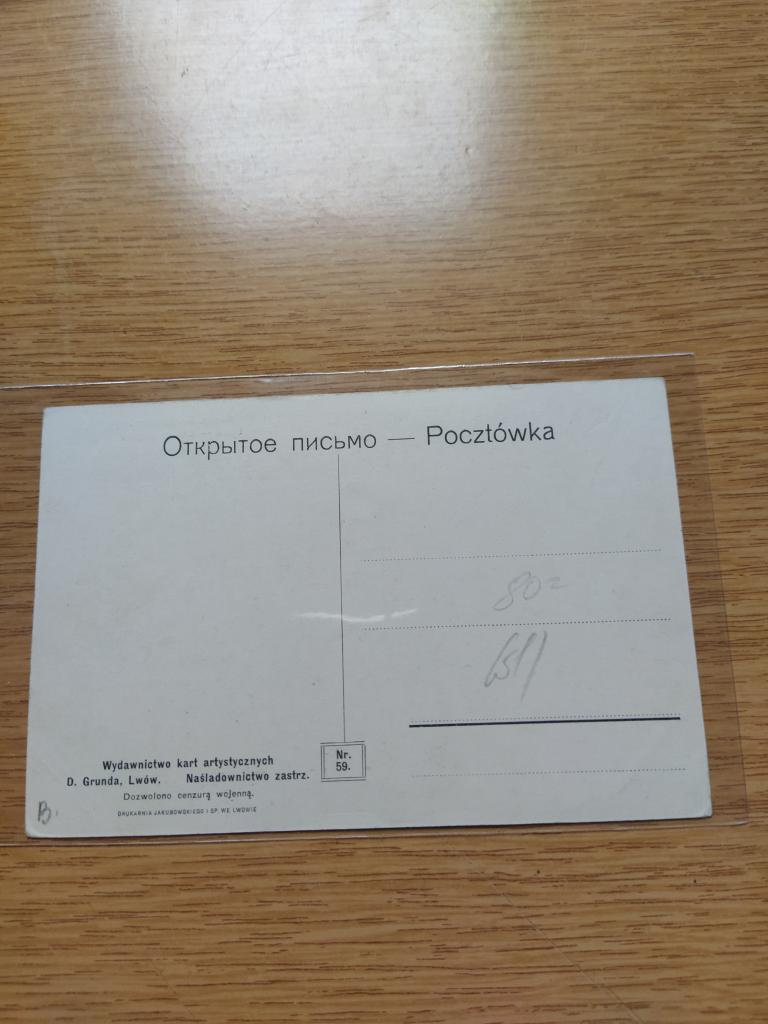 Открытое письмо — Pocztówka
80=
Wydawnictwo kart artystycznych
D. Grunda, Lwów. Naśladownictwo zastrz.
Dozwolono cenzurą wojenną.
DRUKARNIA JAKUBOWSKIEGO I SP. WE LWOWIE
Nr.
59.
B.